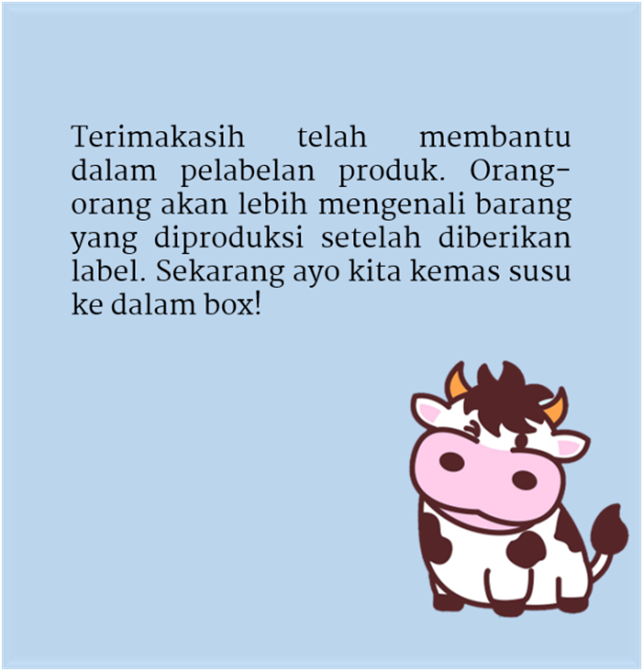 Terimakasih telah membantu
dalam pelabelan produk. Orang-
orang akan lebih mengenali barang
yang diproduksi setelah diberikan
label. Sekarang ayo kita kemas susu
ke dalam box!